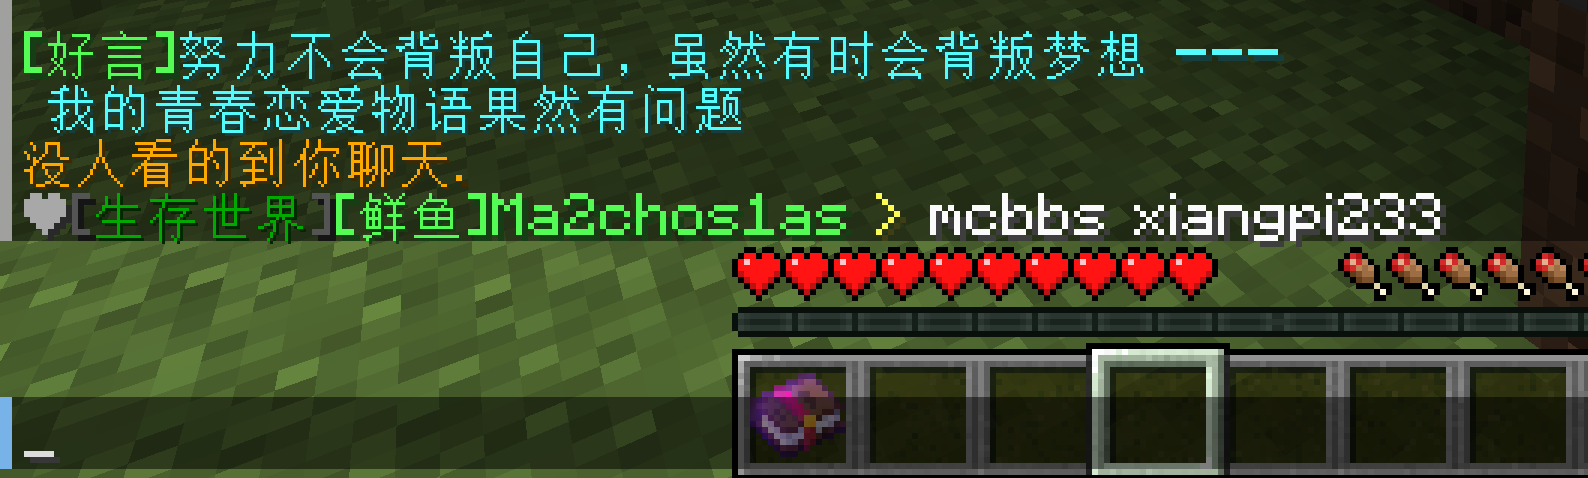 [好言]努力不会背叛自己，虽然有时会背叛梦想 ---
我的青春恋爱物语果然有问题
没人看的到你聊天.
❤[生存世界][鲜鱼]Ma2chos1as > mcbbs xiangpi233
_